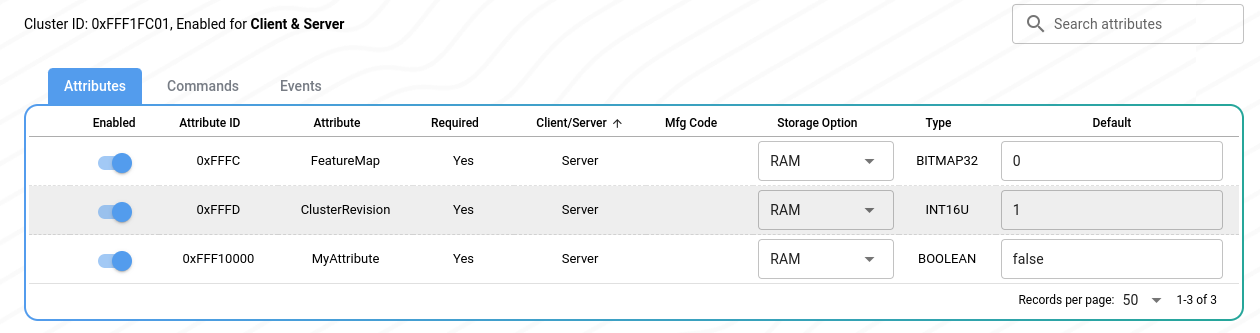 Cluster ID: 0xFFF1FC01, Enabled for Client & Server
Search attributes
Attributes Commands Events
Enabled Attribute ID Attribute Required Client/Server ↑ Mfg Code Storage Option Type Default
0xFFFC FeatureMap Yes Server RAM BITMAP32 0
0xFFFD ClusterRevision Yes Server RAM INT16U 1
0xFFF10000 MyAttribute Yes Server RAM BOOLEAN false
Records per page: 50 1-3 of 3